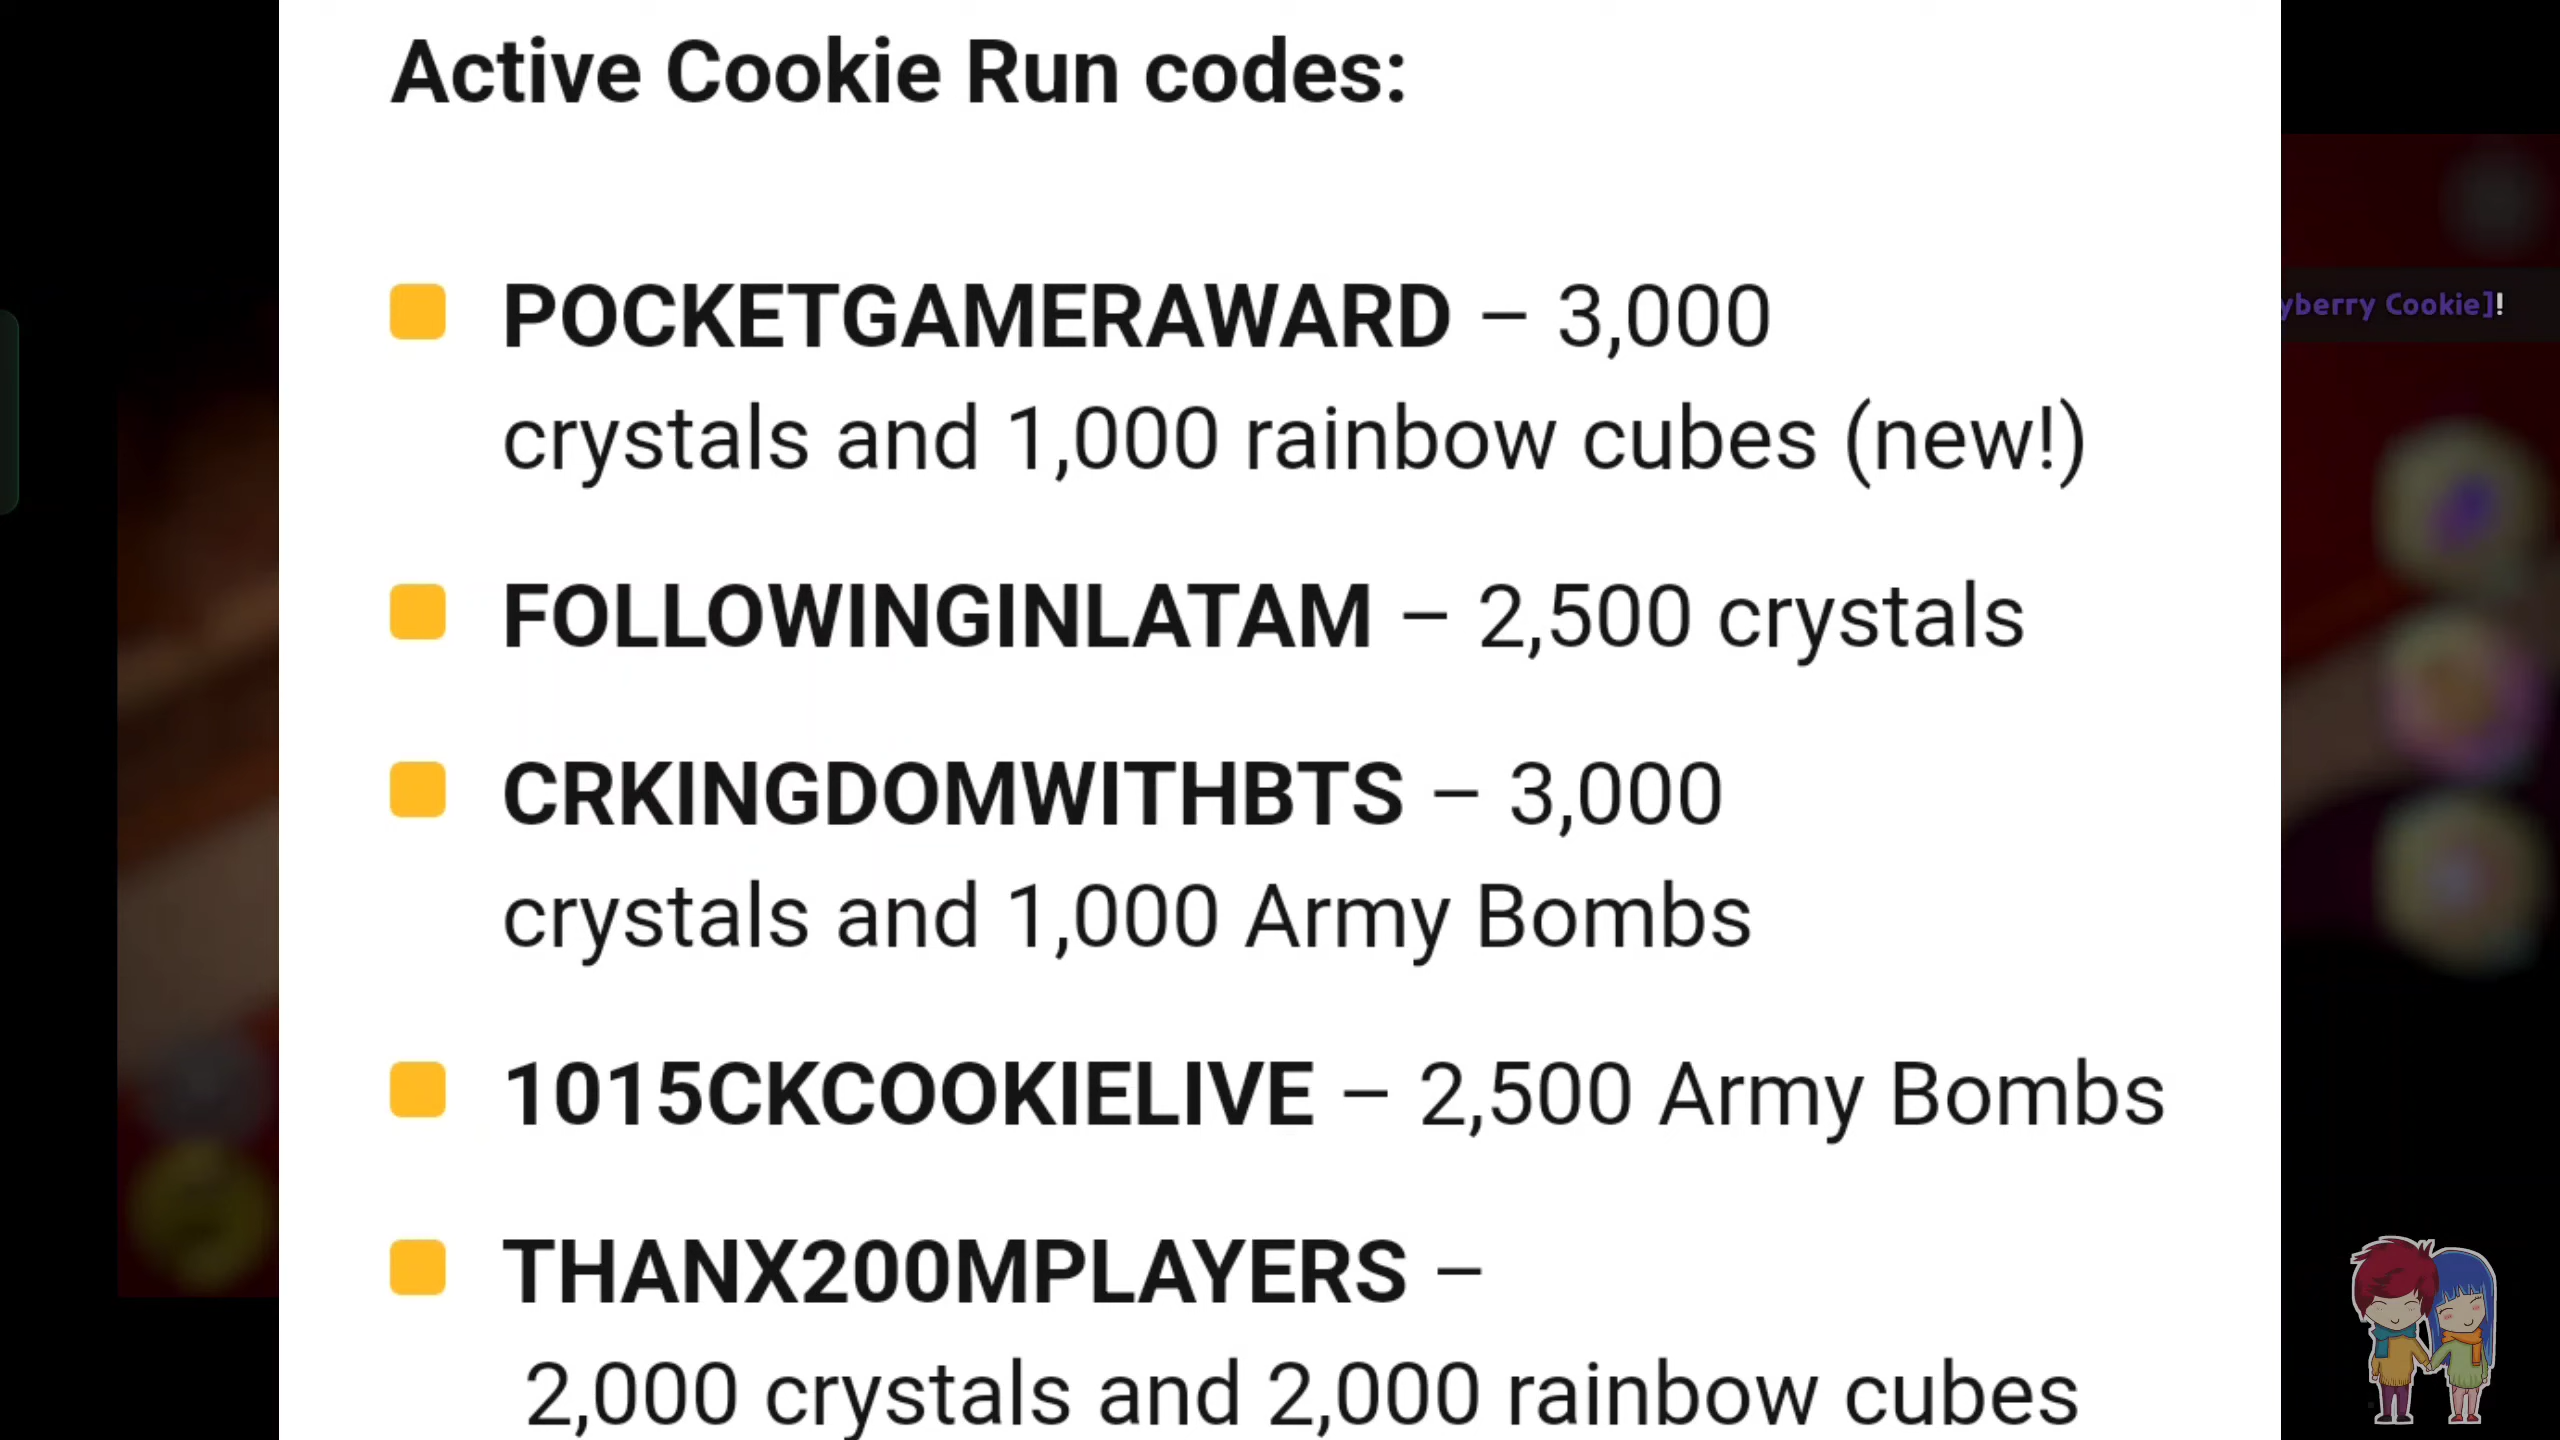 Active Cookie Run codes:
POCKETGAMERAWARD – 3,000
crystals and 1,000 rainbow cubes (new!)
FOLLOWINGINLATAM – 2,500 crystals
CRKINGDOMWITHBTS – 3,000
crystals and 1,000 Army Bombs
1015CKCOOKIELIVE – 2,500 Army Bombs
THANX200MPLAYERS –
2,000 crystals and 2,000 rainbow cubes
yberry Cookie]!